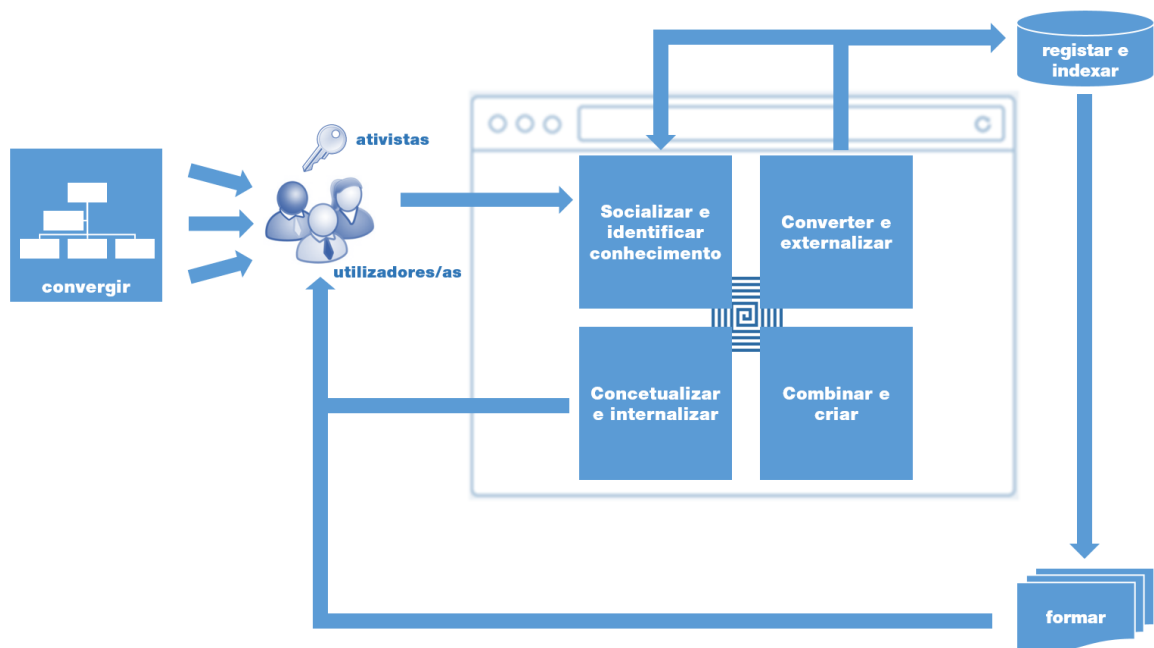 registar e
indexar
ativistas
convergir
utilizadores/as
Socializar e
identificar
conhecimento
Converter e
externalizar
Concetualizar
e internalizar
Combinar e
criar
formar